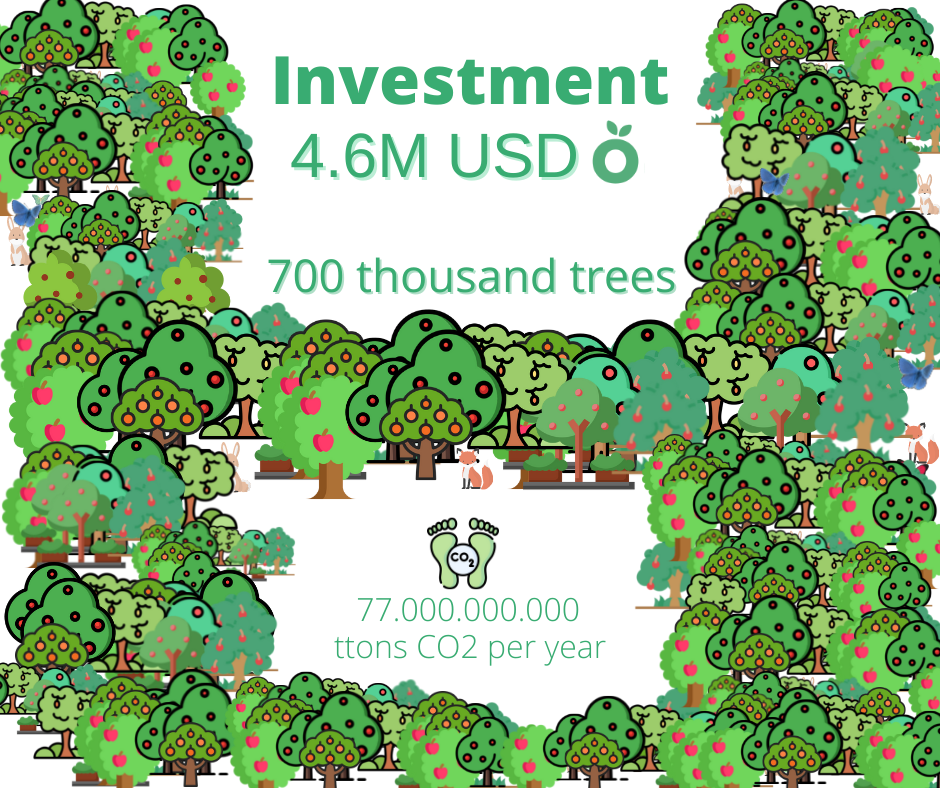 Investment
4.6M USD
700 thousand trees
CO2
77.000.000.000
ttons CO2 per year